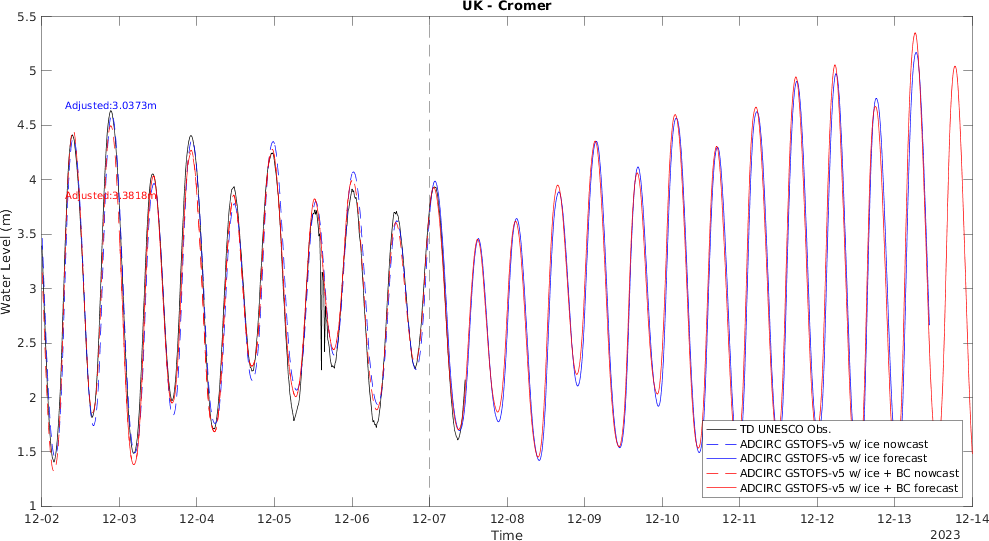 UK - Cromer
5.5
5
4.5
4
3.5
3
2.5
2
1.5
1
Water Level (m)
Adjusted:3.0373m
Adjusted:3.3818m
TD UNESCO Obs.
ADCIRC GSTOFS-v5 w/ ice nowcast
ADCIRC GSTOFS-v5 w/ ice forecast
ADCIRC GSTOFS-v5 w/ ice + BC nowcast
ADCIRC GSTOFS-v5 w/ ice + BC forecast
12-02 12-03 12-04 12-05 12-06 12-07 12-08 12-09 12-10 12-11 12-12 12-13 12-14
Time
2023